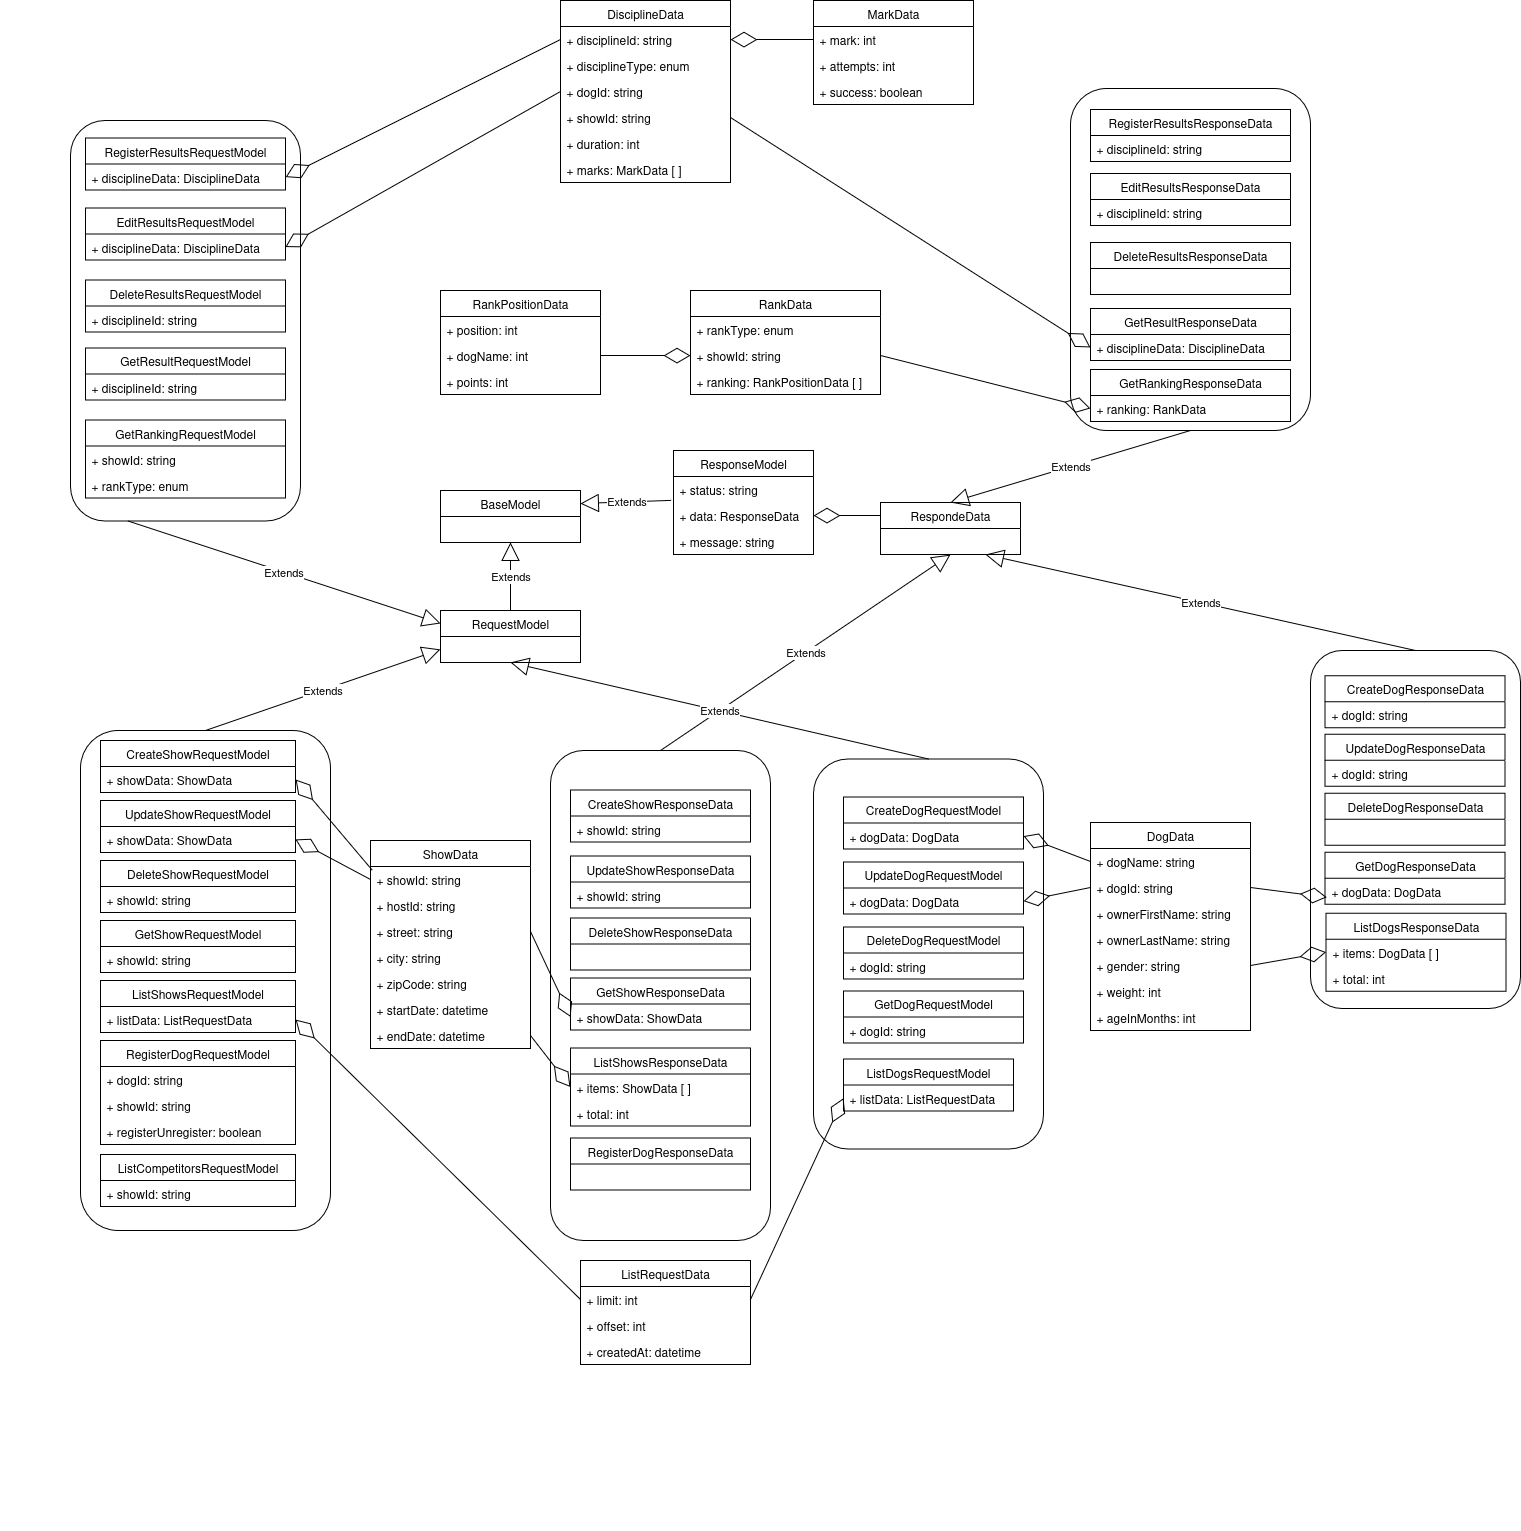 DisciplineData
+ disciplineId: string
+ disciplineType: enum
+ dogId: string
+ showId: string
+ duration: int
+ marks: MarkData [ ]
MarkData
+ mark: int
+ attempts: int
+ success: boolean
RegisterResultsRequestModel
+ disciplineData: DisciplineData
EditResultsRequestModel
+ disciplineData: DisciplineData
DeleteResultsRequestModel
+ disciplineId: string
GetResultRequestModel
+ disciplineId: string
GetRankingRequestModel
+ showId: string
+ rankType: enum
RegisterResultsResponseData
+ disciplineId: string
EditResultsResponseData
+ disciplineId: string
DeleteResultsResponseData
GetResultResponseData
+ disciplineData: DisciplineData
GetRankingResponseData
+ ranking: RankData
RankPositionData
+ position: int
+ dogName: int
+ points: int
RankData
+ rankType: enum
+ showId: string
+ ranking: RankPositionData [ ]
Extends
ResponseModel
+ status: string
+ data: ResponseData
+ message: string
BaseModel
Extends
RespondeData
Extends
Extends
RequestModel
Extends
Extends
Extends
Extends
CreateShowRequestModel
+ showData: ShowData
UpdateShowRequestModel
+ showData: ShowData
DeleteShowRequestModel
+ showId: string
GetShowRequestModel
+ showId: string
ListShowsRequestModel
+ listData: ListRequestData
RegisterDogRequestModel
+ dogId: string
+ showId: string
+ registerUnregister: boolean
ListCompetitorsRequestModel
+ showId: string
ShowData
+ showId: string
+ hostId: string
+ street: string
+ city: string
+ zipCode: string
+ startDate: datetime
+ endDate: datetime
CreateShowResponseData
+ showId: string
UpdateShowResponseData
+ showId: string
DeleteShowResponseData
GetShowResponseData
+ showData: ShowData
ListShowsResponseData
+ items: ShowData [ ]
+ total: int
RegisterDogResponseData
CreateDogRequestModel
+ dogData: DogData
UpdateDogRequestModel
+ dogData: DogData
DeleteDogRequestModel
+ dogId: string
GetDogRequestModel
+ dogId: string
ListDogsRequestModel
+ listData: ListRequestData
DogData
+ dogName: string
+ dogId: string
+ ownerFirstName: string
+ ownerLastName: string
+ gender: string
+ weight: int
+ ageInMonths: int
CreateDogResponseData
+ dogId: string
UpdateDogResponseData
+ dogId: string
DeleteDogResponseData
GetDogResponseData
+ dogData: DogData
ListDogsResponseData
+ items: DogData [ ]
+ total: int
ListRequestData
+ limit: int
+ offset: int
+ createdAt: datetime